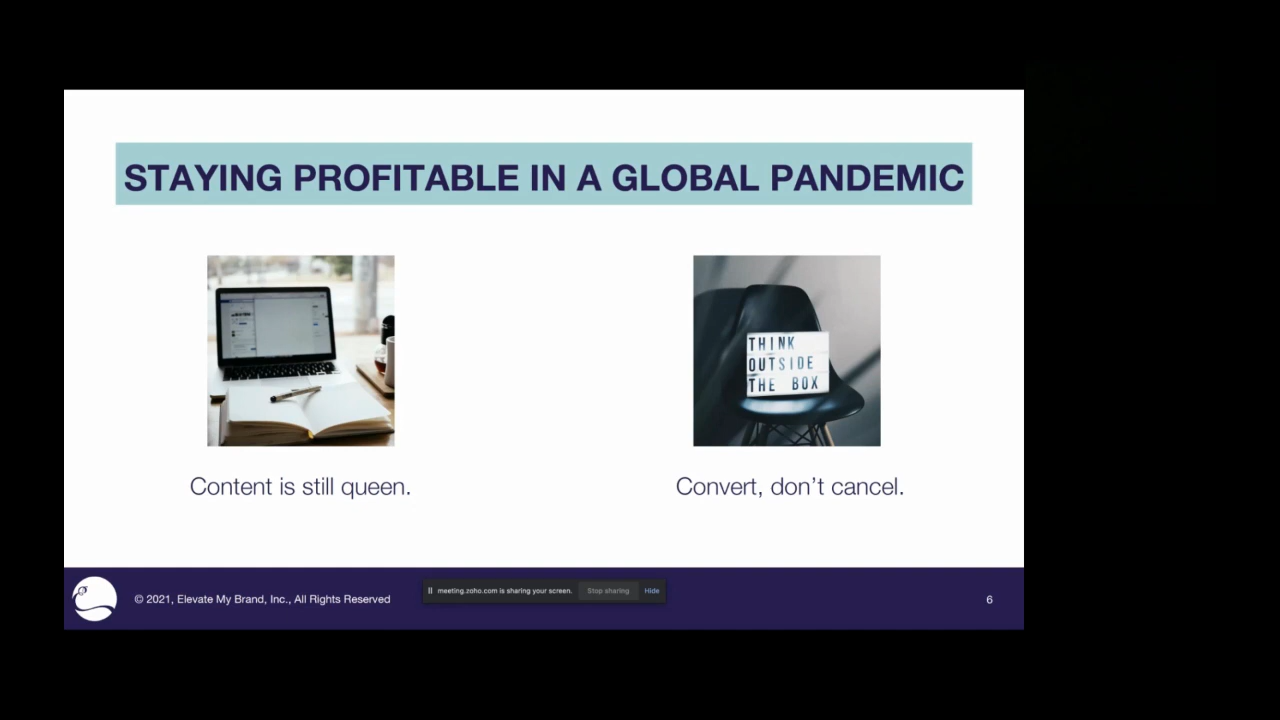 STAYING PROFITABLE IN A GLOBAL PANDEMIC
THINK
OUTSIDE
THE BOX
Content is still queen.
Convert, don’t cancel.
© 2021, Elevate My Brand, Inc., All Rights Reserved
meeting.zoho.com is sharing your screen.
Stop sharing
Hide
6